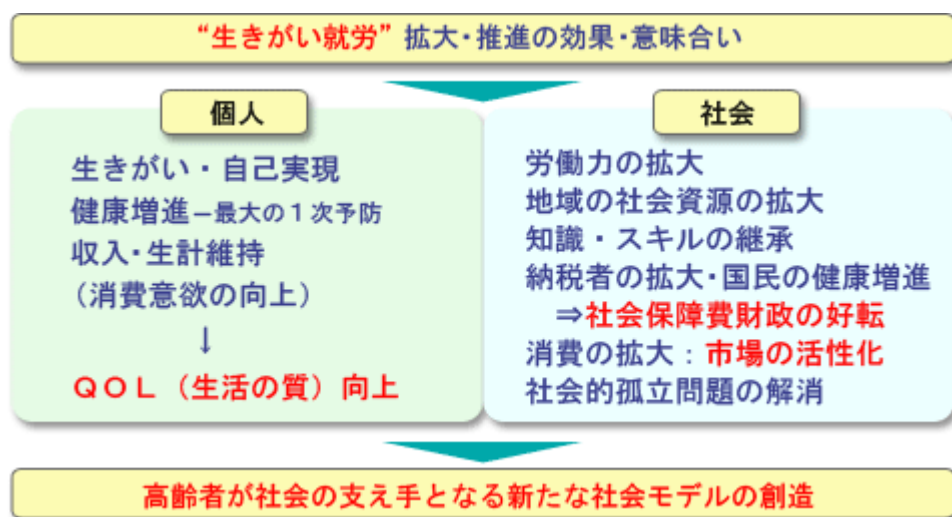 “生きがい就労” 拡大・推進の効果・意味合い
個人
生きがい・自己実現
健康増進－最大の１次予防
収入・生計維持
（消費意欲の向上）
↓
ＱＯＬ（生活の質）向上
社会
労働力の拡大
地域の社会資源の拡大
知識・スキルの継承
納税者の拡大・国民の健康増進
⇒社会保障費財政の好転
消費の拡大：市場の活性化
社会的孤立問題の解消
高齢者が社会の支え手となる新たな社会モデルの創造